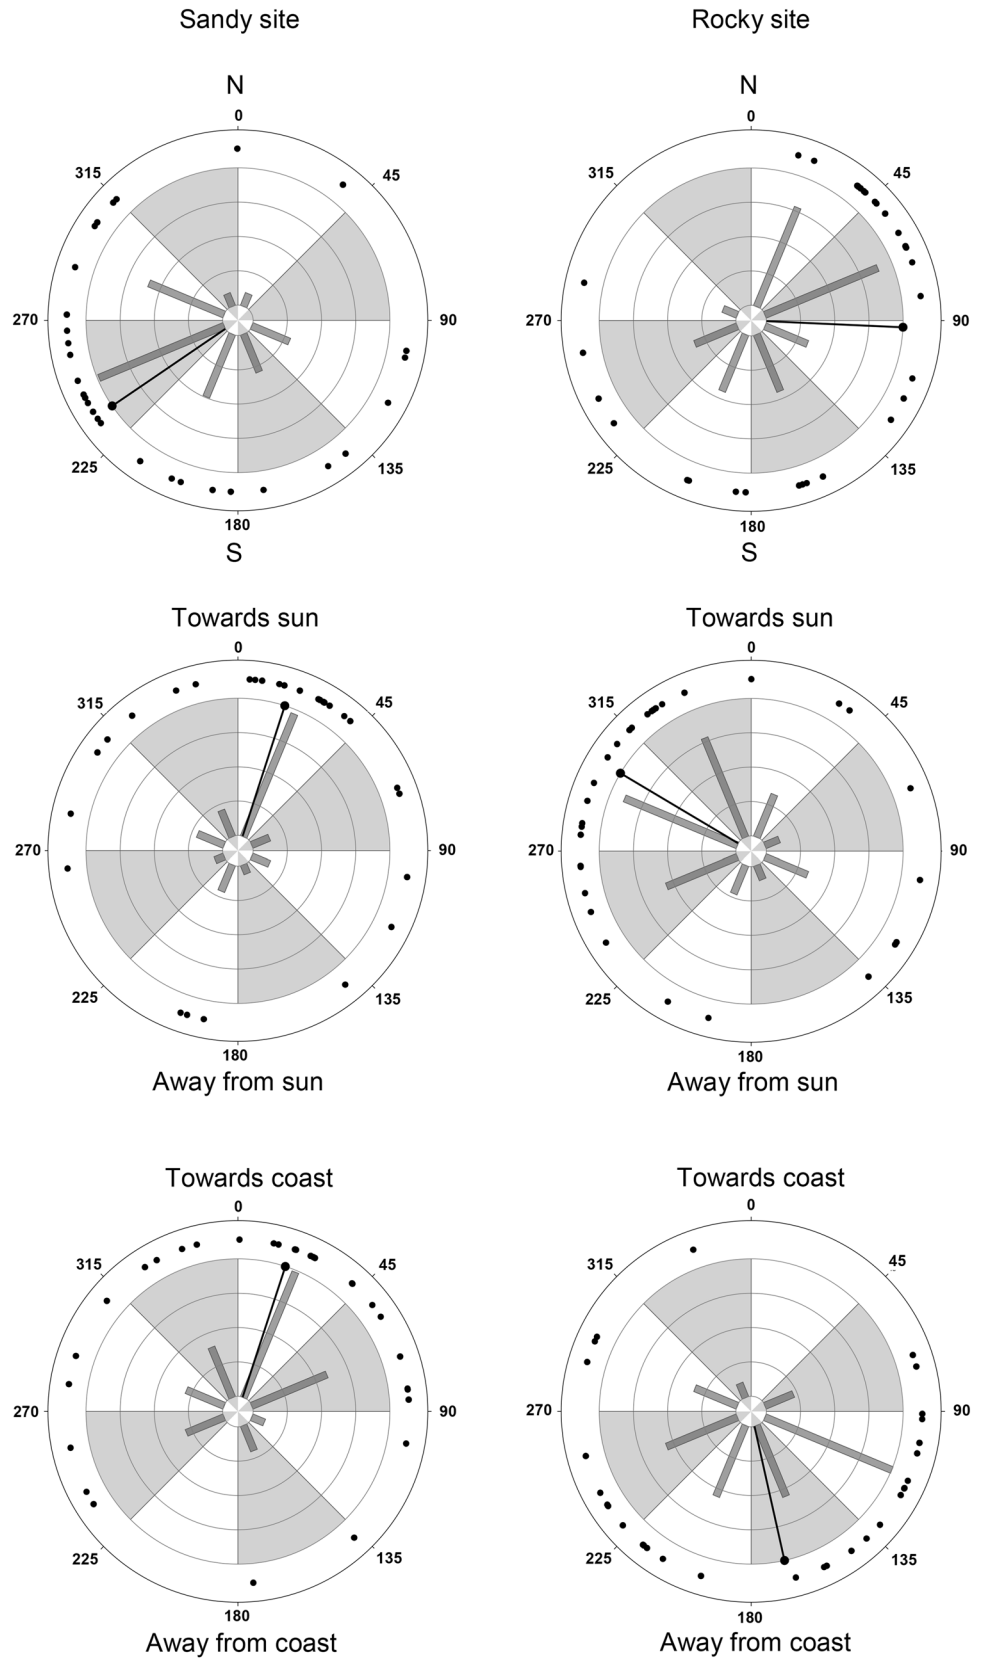 Sandy site Rocky site
N N
0 0
315 45 315 45
270 90 270 90
225 135 225 135
180 180
S S
Towards sun Towards sun
0 0
315 45 315 45
270 90 270 90
225 135 225 135
180 180
Away from sun Away from sun
Towards coast Towards coast
0 0
315 45 315 45
270 90 270 90
225 135 225 135
180 180
Away from coast Away from coast